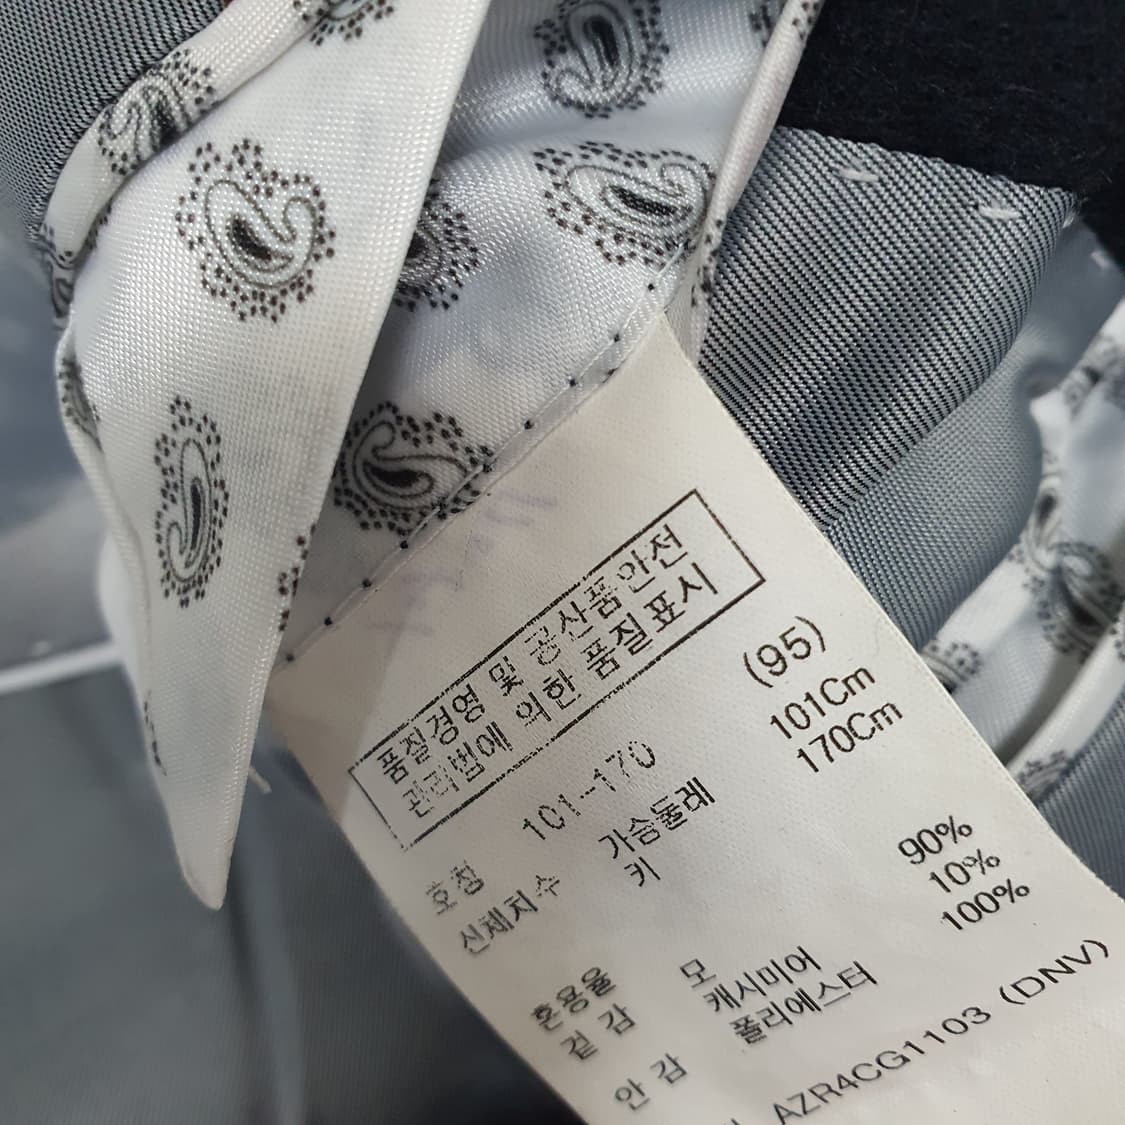 품질경영 및 공산품안전
관리법에 의한 품질표시
호칭 101-170 (95)
신체치수 가슴둘레 101Cm
키 170Cm
혼용율
겉감 모 90%
캐시미어 10%
안감 폴리에스터 100%
AZR4CG1103 (DNV)